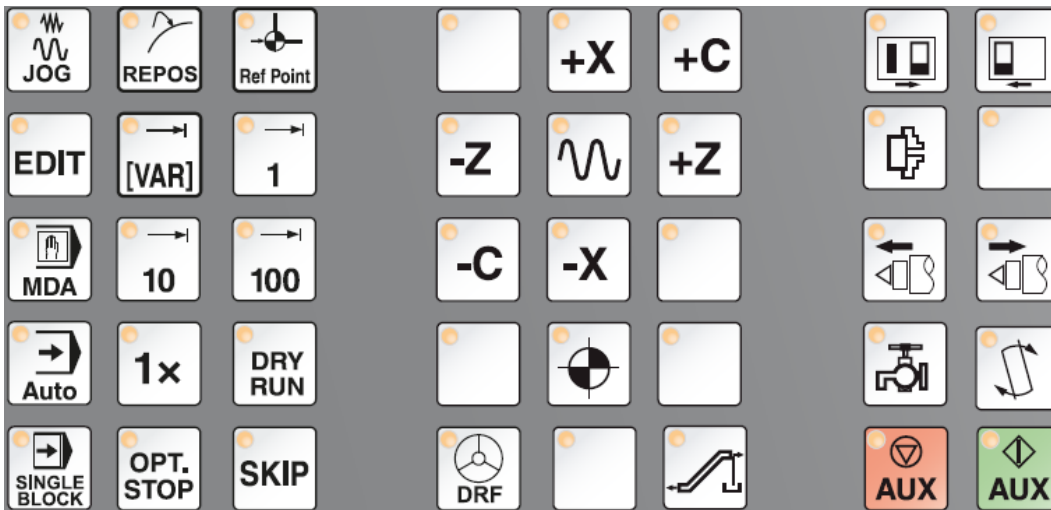 JOG
REPOS
Ref Point
+X
+C
EDIT
[VAR]
1
-Z
+Z
MDA
10
100
-C
-X
Auto
1x
DRY
RUN
SINGLE
BLOCK
OPT.
STOP
SKIP
DRF
AUX
AUX